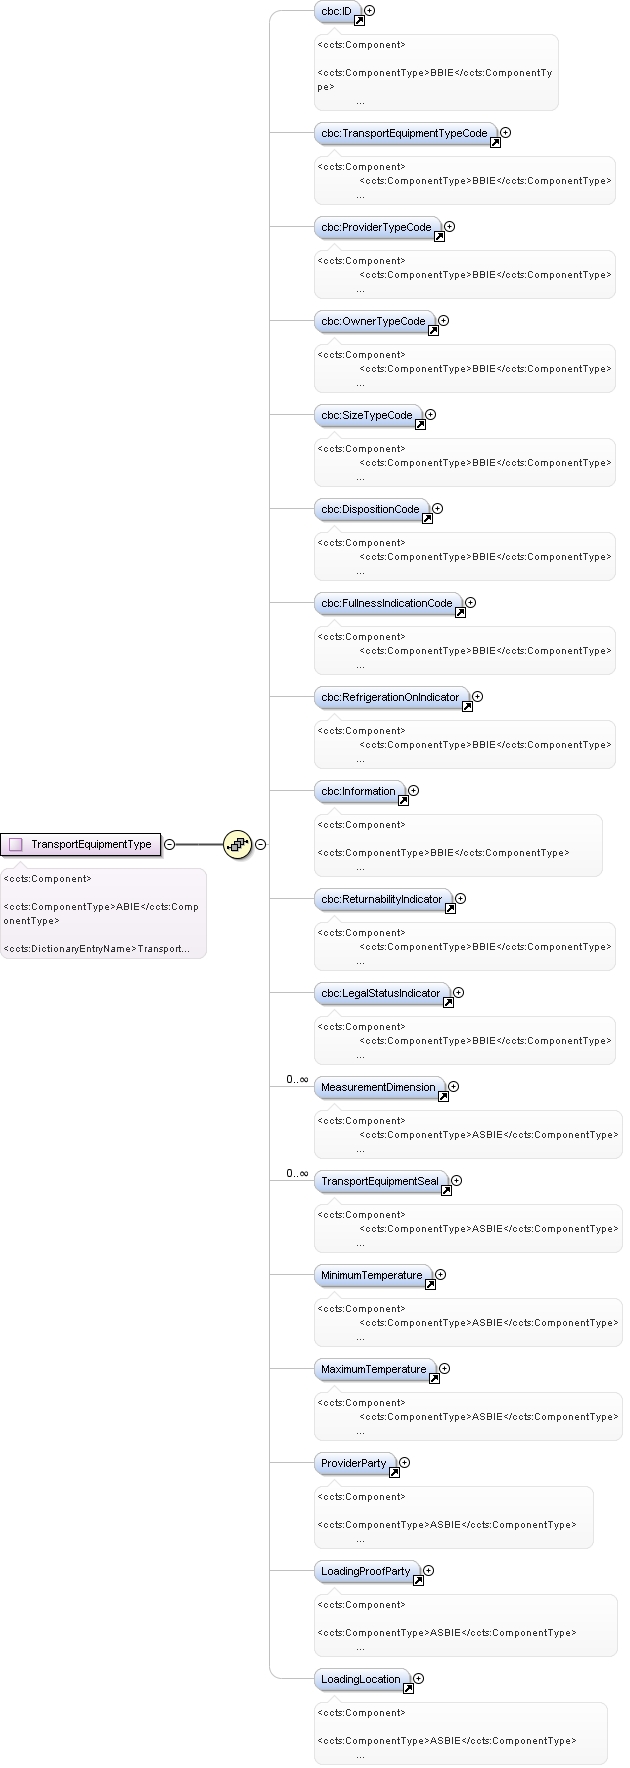 cbc:ID
<ccts:Component>
<ccts:ComponentType>BBIE</ccts:ComponentTy
pe>
...
cbc:TransportEquipmentTypeCode
<ccts:Component>
<ccts:ComponentType>BBIE</ccts:ComponentType>
...
cbc:ProviderTypeCode
<ccts:Component>
<ccts:ComponentType>BBIE</ccts:ComponentType>
...
cbc:OwnerTypeCode
<ccts:Component>
<ccts:ComponentType>BBIE</ccts:ComponentType>
...
cbc:SizeTypeCode
<ccts:Component>
<ccts:ComponentType>BBIE</ccts:ComponentType>
...
cbc:DispositionCode
<ccts:Component>
<ccts:ComponentType>BBIE</ccts:ComponentType>
...
cbc:FullnessIndicationCode
<ccts:Component>
<ccts:ComponentType>BBIE</ccts:ComponentType>
...
cbc:RefrigerationOnIndicator
<ccts:Component>
<ccts:ComponentType>BBIE</ccts:ComponentType>
...
cbc:Information
<ccts:Component>
<ccts:ComponentType>BBIE</ccts:ComponentType>
...
TransportEquipmentType
<ccts:Component>
<ccts:ComponentType>ABIE</ccts:Comp
onentType>
<ccts:DictionaryEntryName>Transport...
cbc:ReturnabilityIndicator
<ccts:Component>
<ccts:ComponentType>BBIE</ccts:ComponentType>
...
cbc:LegalStatusIndicator
<ccts:Component>
<ccts:ComponentType>BBIE</ccts:ComponentType>
...
0..∞
MeasurementDimension
<ccts:Component>
<ccts:ComponentType>ASBIE</ccts:ComponentType>
...
0..∞
TransportEquipmentSeal
<ccts:Component>
<ccts:ComponentType>ASBIE</ccts:ComponentType>
...
MinimumTemperature
<ccts:Component>
<ccts:ComponentType>ASBIE</ccts:ComponentType>
...
MaximumTemperature
<ccts:Component>
<ccts:ComponentType>ASBIE</ccts:ComponentType>
...
ProviderParty
<ccts:Component>
<ccts:ComponentType>ASBIE</ccts:ComponentType>
...
LoadingProofParty
<ccts:Component>
<ccts:ComponentType>ASBIE</ccts:ComponentType>
...
LoadingLocation
<ccts:Component>
<ccts:ComponentType>ASBIE</ccts:ComponentType>
...